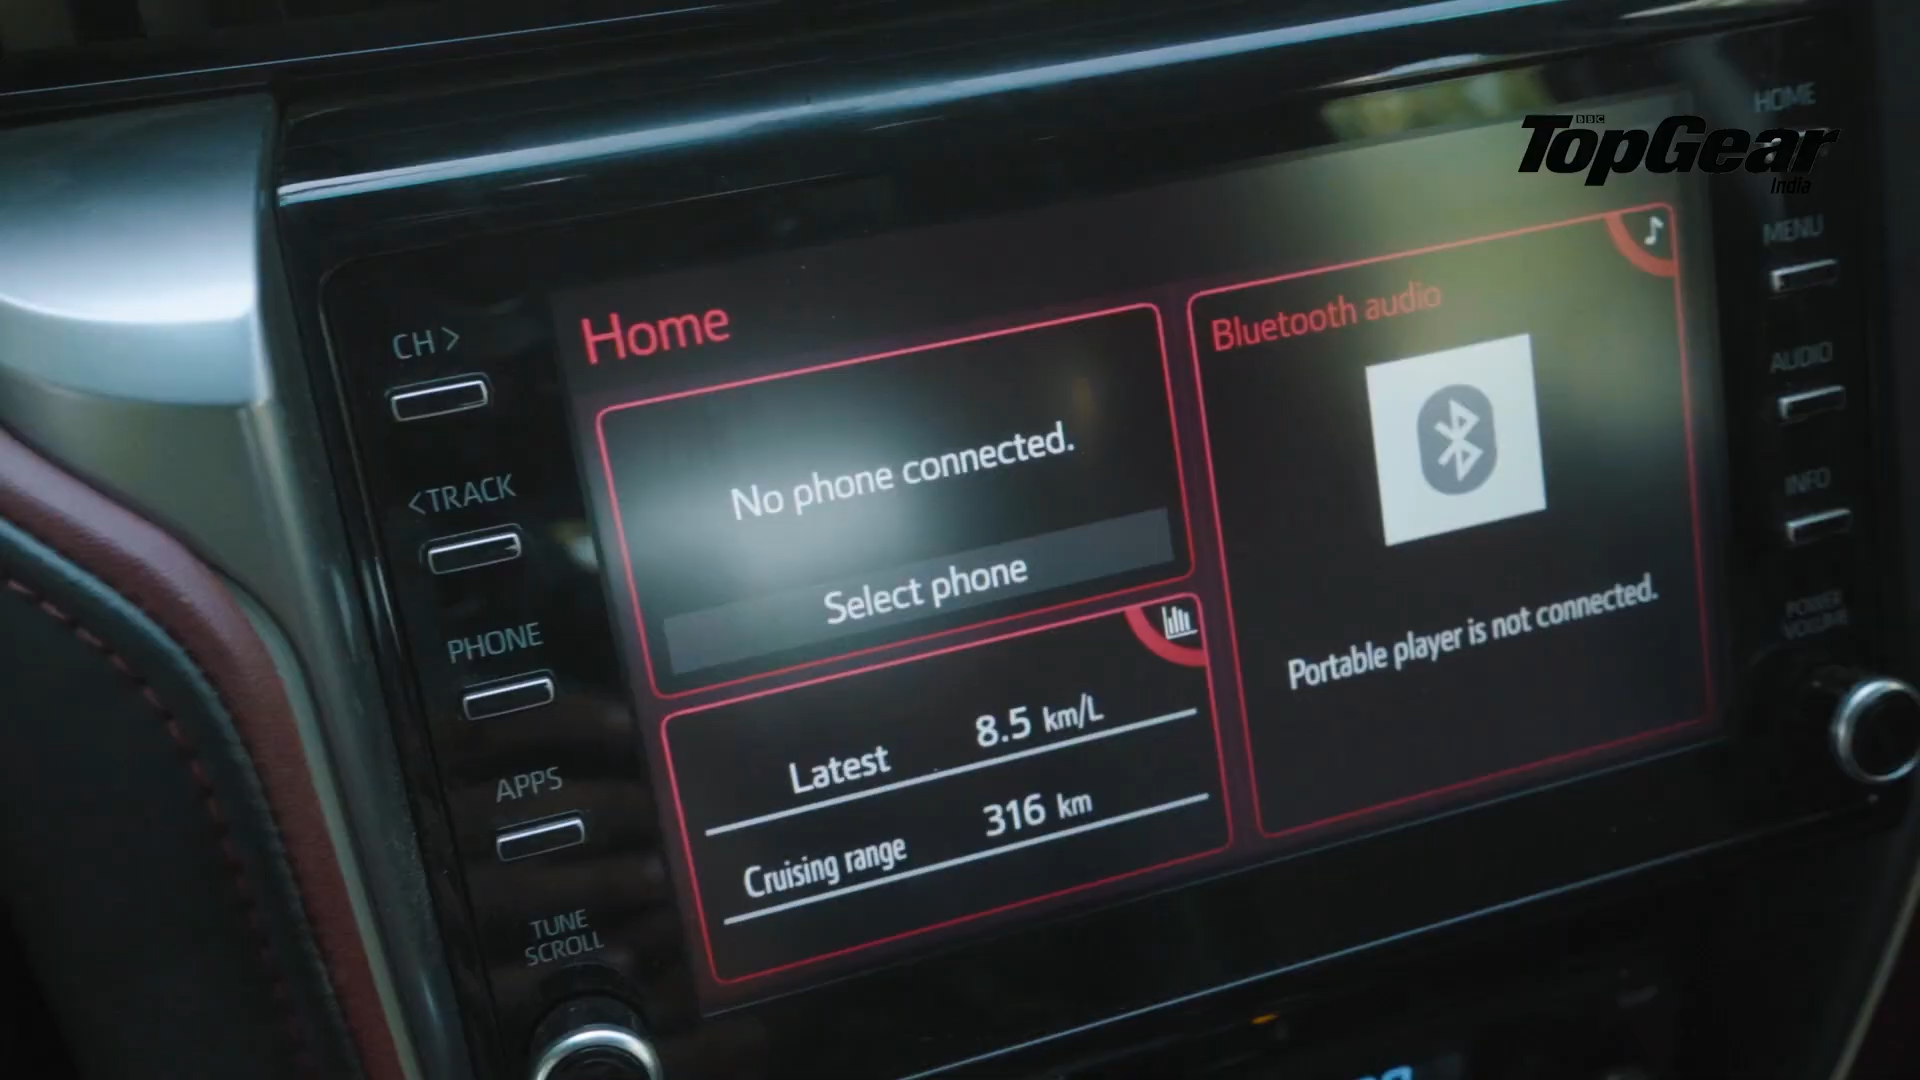 BBC
TopGear
India
HOME
MENU
AUDIO
INFO
POWER
VOLUME
CH >
<TRACK
PHONE
APPS
TUNE
SCROLL
Home
No phone connected.
Select phone
Latest 8.5 km/L
Cruising range 316 km
Bluetooth audio
Portable player is not connected.